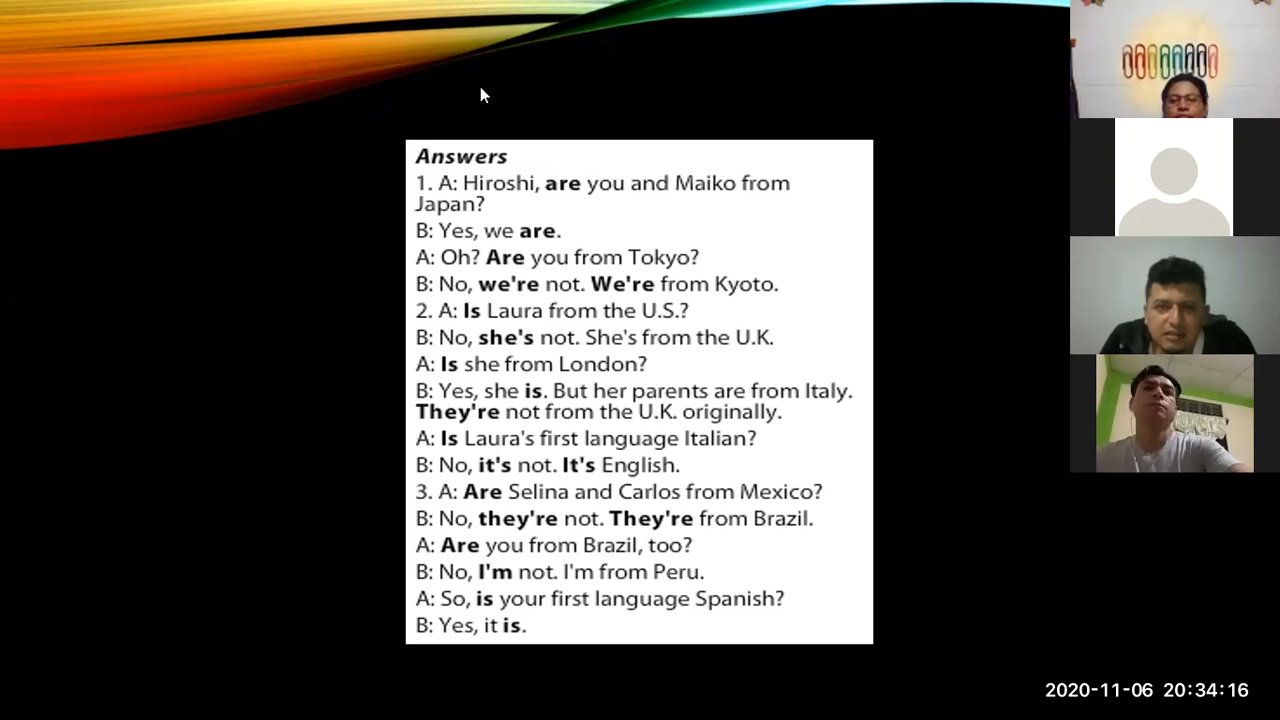 Answers
1. A: Hiroshi, are you and Maiko from
Japan?
B: Yes, we are.
A: Oh? Are you from Tokyo?
B: No, we're not. We're from Kyoto.
2. A: Is Laura from the U.S.?
B: No, she's not. She's from the U.K.
A: Is she from London?
B: Yes, she is. But her parents are from Italy.
They're not from the U.K. originally.
A: Is Laura's first language Italian?
B: No, it's not. It's English.
3. A: Are Selina and Carlos from Mexico?
B: No, they're not. They're from Brazil.
A: Are you from Brazil, too?
B: No, I'm not. I'm from Peru.
A: So, is your first language Spanish?
B: Yes, it is.
2020-11-06 20:34:16